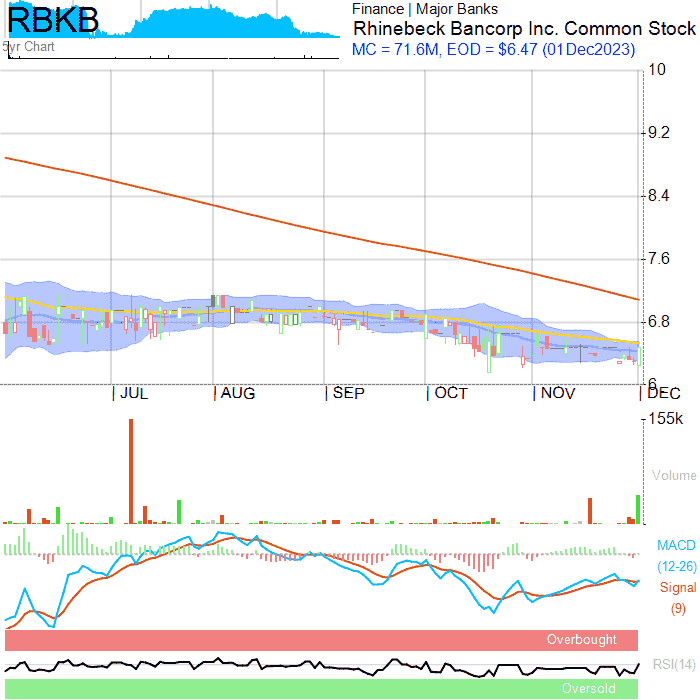 RBKB
5yr Chart
Finance | Major Banks
Rhinebeck Bancorp Inc. Common Stock
MC = 71.6M, EOD = $6.47 (01Dec2023)
10
9.2
8.4
7.6
6.8
6
JUL AUG SEP OCT NOV DEC
155k
Volume
MACD
(12-26)
Signal
(9)
Overbought
RSI(14)
Oversold